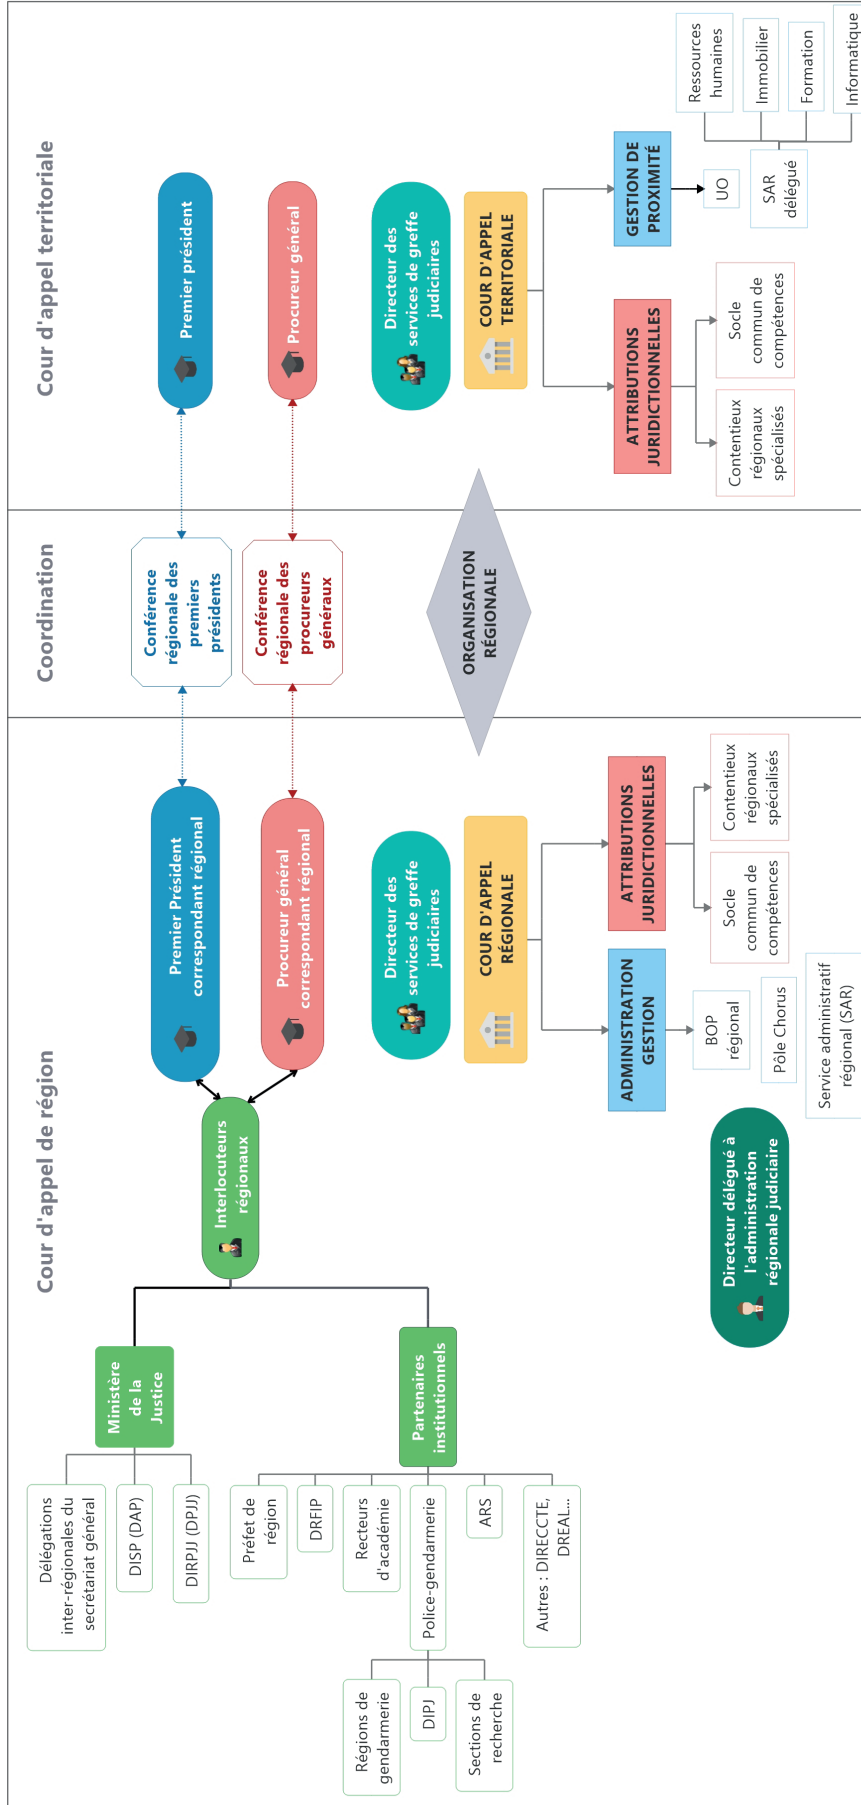 Cour d'appel de région
Coordination
Cour d'appel territoriale
Délégations
inter-régionales du
secrétariat général
DISP (DAP)
DIRPJJ (DPJJ)
Ministère
de la
Justice
Préfet de
région
DRFIP
Recteurs
d'académie
Police-gendarmerie
ARS
Autres : DIRECCTE,
DREAL...
Régions de
gendarmerie
DIPJ
Sections de
recherche
Partenaires
institutionnels
Interlocuteurs
régionaux
Premier Président
correspondant régional
Procureur général
correspondant régional
Directeur des
services de greffe
judiciaires
COUR D'APPEL
RÉGIONALE
ADMINISTRATION
GESTION
BOP
régional
Pôle Chorus
Service administratif
régional (SAR)
Directeur délégué à
l'administration
régionale judiciaire
ATTRIBUTIONS
JURIDICTIONNELLES
Socle
commun de
compétences
Contentieux
régionaux
spécialisés
Conférence
régionale des
premiers
présidents
Conférence
régionale des
procureurs
généraux
ORGANISATION
RÉGIONALE
Premier président
Procureur général
Directeur des
services de greffe
judiciaires
COUR D'APPEL
TERRITORIALE
ATTRIBUTIONS
JURIDICTIONNELLES
Contentieux
régionaux
spécialisés
Socle
commun de
compétences
GESTION DE
PROXIMITÉ
UO
SAR
délégué
Ressources
humaines
Immobilier
Formation
Informatique